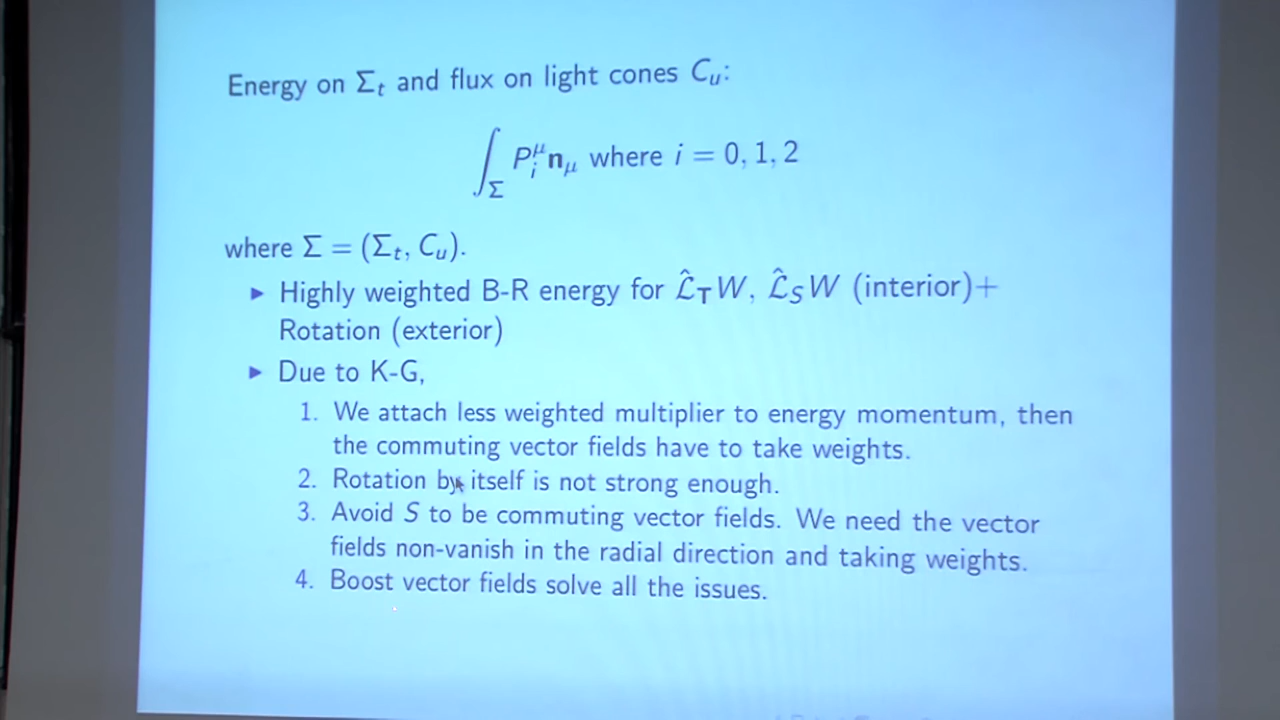 Energy on Σ_t and flux on light cones C_u:
∫_Σ P_i^μ n_μ where i = 0, 1, 2
where Σ = (Σ_t, C_u).
▶ Highly weighted B-R energy for ℒ̂_T W, ℒ̂_S W (interior)+
Rotation (exterior)
▶ Due to K-G,
1. We attach less weighted multiplier to energy momentum, then
the commuting vector fields have to take weights.
2. Rotation by itself is not strong enough.
3. Avoid S to be commuting vector fields. We need the vector
fields non-vanish in the radial direction and taking weights.
4. Boost vector fields solve all the issues.